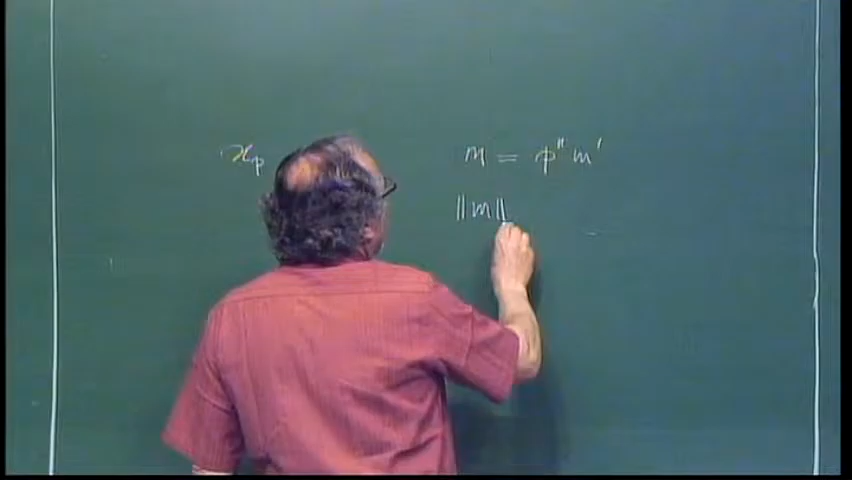 x_p m = p^n m'
||m||